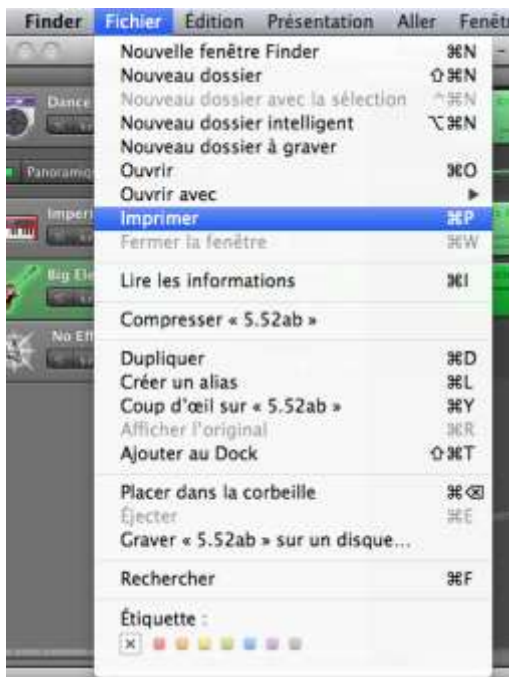 Finder Fichier Édition Présentation Aller Fenêt
Nouvelle fenêtre Finder ⌘N
Nouveau dossier ⇧⌘N
Nouveau dossier avec la sélection ⌃⌘N
Nouveau dossier intelligent ⌥⌘N
Nouveau dossier à graver
Ouvrir ⌘O
Ouvrir avec ▶
Imprimer ⌘P
Fermer la fenêtre ⌘W
Lire les informations ⌘I
Compresser « 5.52ab »
Dupliquer ⌘D
Créer un alias ⌘L
Coup d'œil sur « 5.52ab » ⌘Y
Afficher l'original ⌘R
Ajouter au Dock ⇧⌘T
Placer dans la corbeille ⌘⌫
Éjecter ⌘E
Graver « 5.52ab » sur un disque...
Rechercher ⌘F
Étiquette :
Dance
Panoramiq
Imperi
Big Ele
No Eff